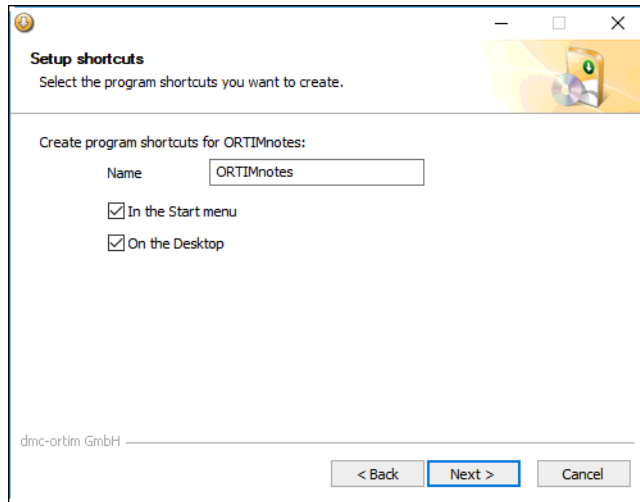 Setup shortcuts
Select the program shortcuts you want to create.
Create program shortcuts for ORTIMnotes:
Name ORTIMnotes
In the Start menu
On the Desktop
dmc-ortim GmbH
< Back Next > Cancel